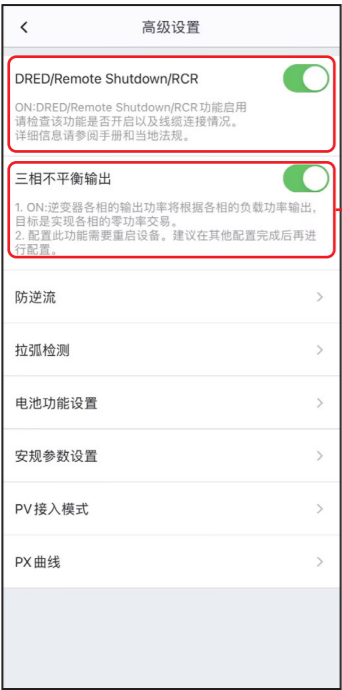 高级设置
DRED/Remote Shutdown/RCR
ON:DRED/Remote Shutdown/RCR功能启用
请检查该功能是否开启以及线缆连接情况。
详细信息请参阅手册和当地法规。
三相不平衡输出
1. ON:逆变器各相的输出功率将根据各相的负载功率输出,
目标是实现各相的零功率交易。
2. 配置此功能需要重启设备。建议在其他配置完成后再进
行配置。
防逆流
拉弧检测
电池功能设置
安规参数设置
PV接入模式
PX曲线